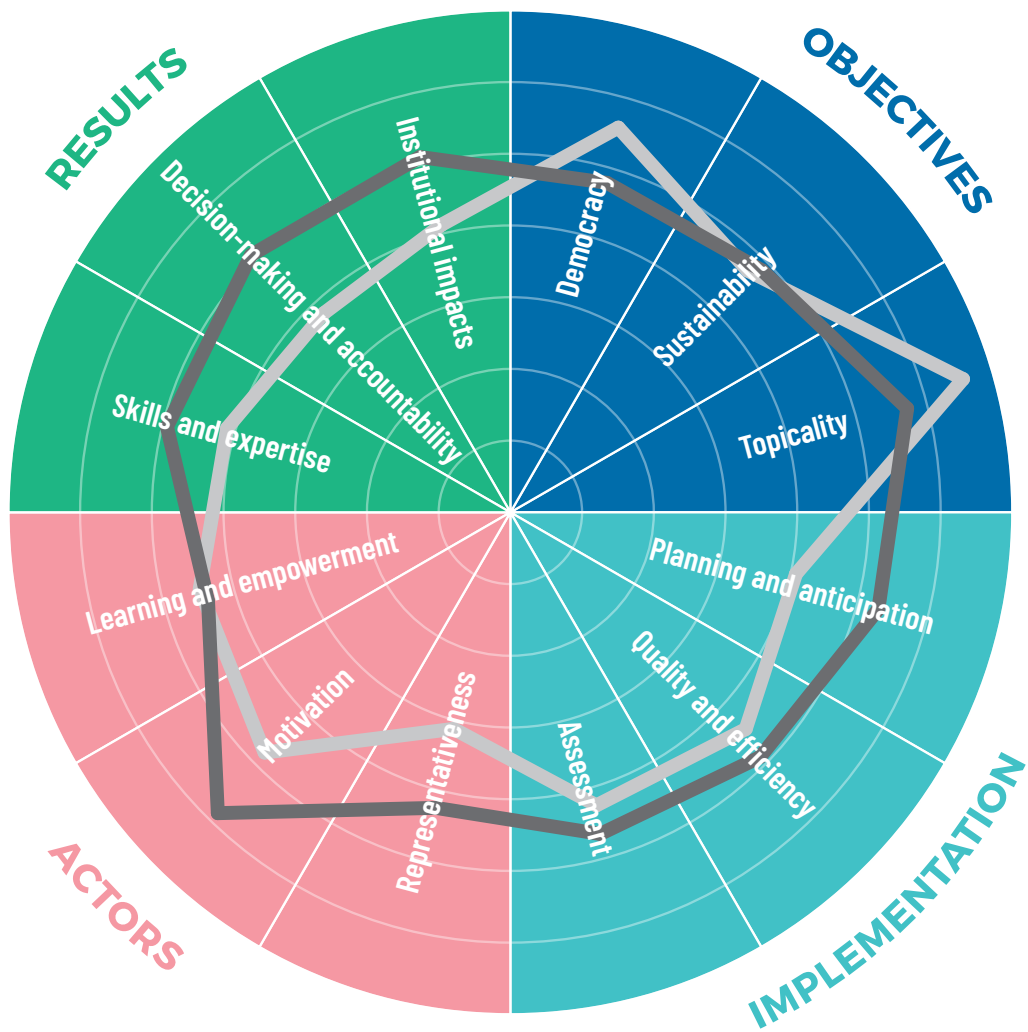 RESULTS
OBJECTIVES
Institutional impacts
Decision-making and accountability
Skills and expertise
Democracy
Sustainability
Topicality
Learning and empowerment
Motivation
Representativeness
Planning and anticipation
Quality and efficiency
Assessment
ACTORS
IMPLEMENTATION